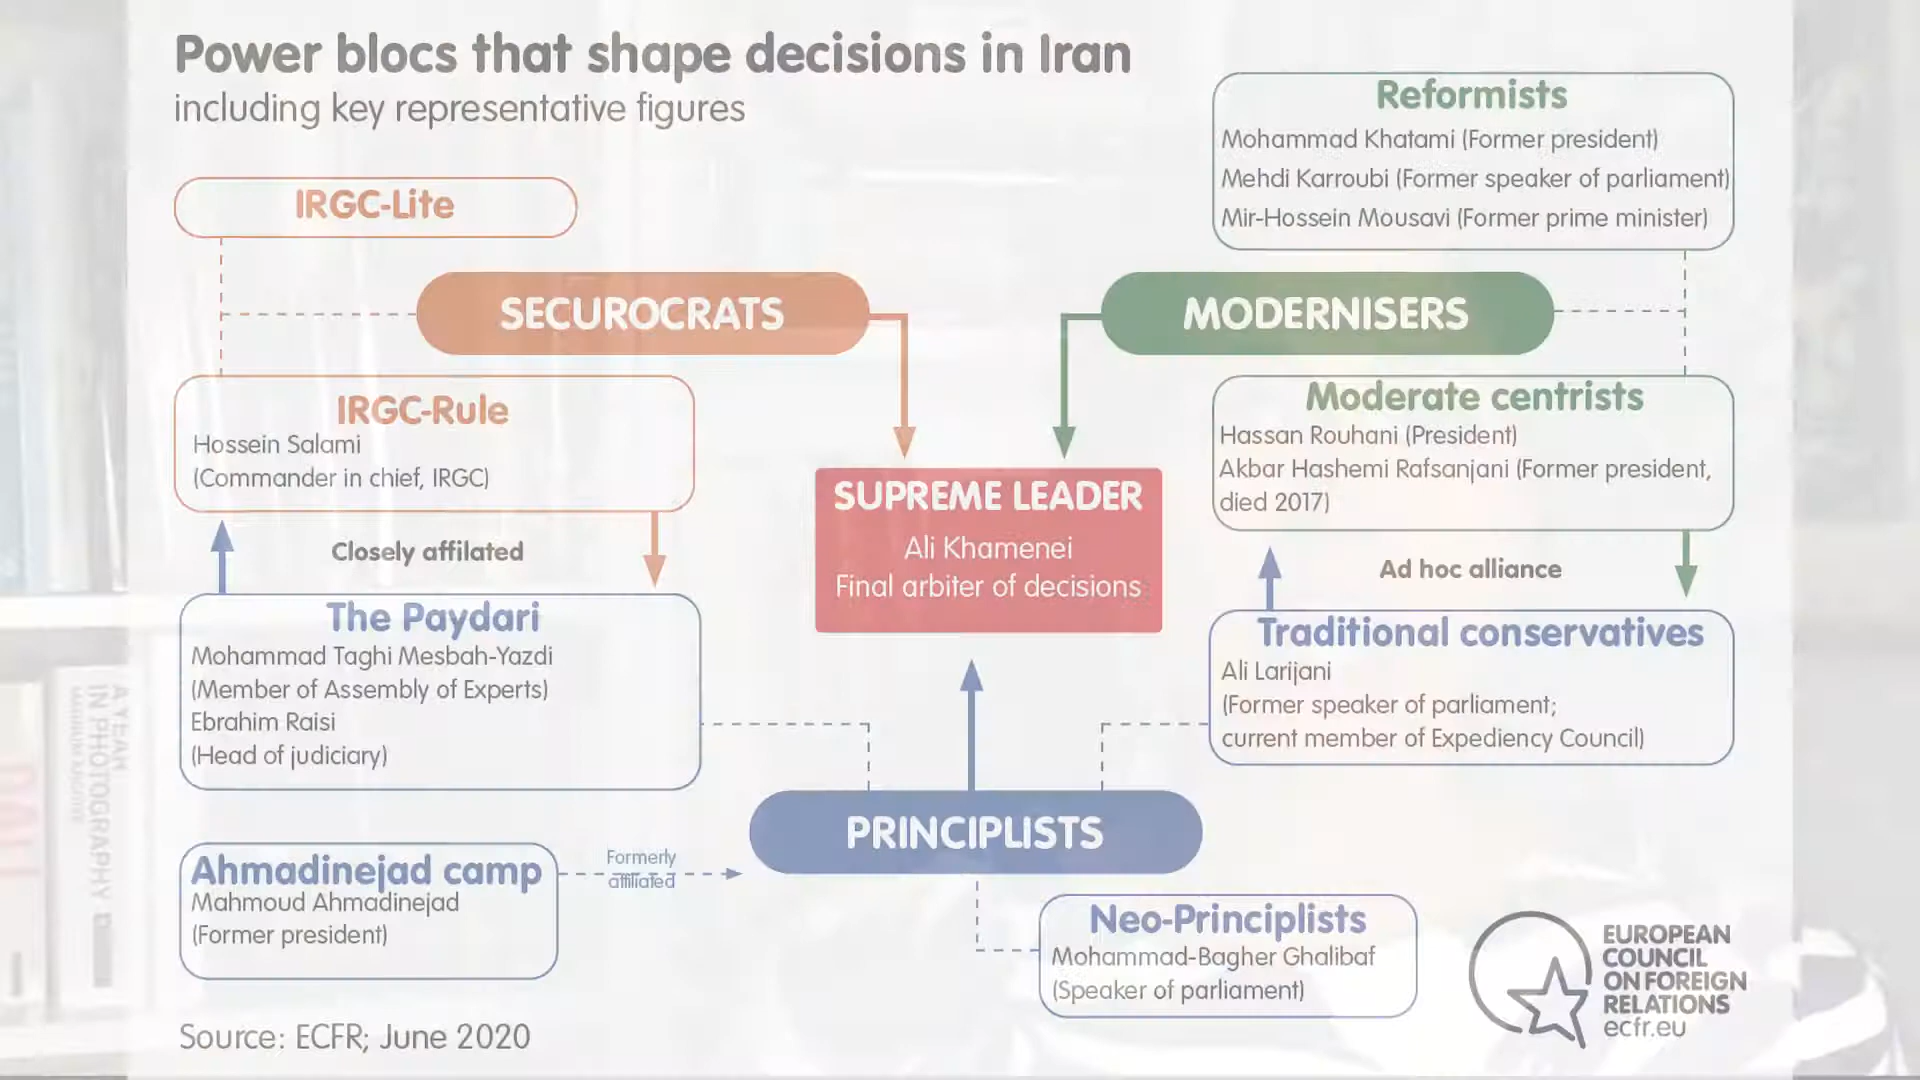 Power blocs that shape decisions in Iran
including key representative figures
Reformists
Mohammad Khatami (Former president)
Mehdi Karroubi (Former speaker of parliament)
Mir-Hossein Mousavi (Former prime minister)
IRGC-Lite
SECUROCRATS
MODERNISERS
IRGC-Rule
Hossein Salami
(Commander in chief, IRGC)
Moderate centrists
Hassan Rouhani (President)
Akbar Hashemi Rafsanjani (Former president,
died 2017)
SUPREME LEADER
Ali Khamenei
Final arbiter of decisions
Closely affilated
Ad hoc alliance
The Paydari
Mohammad Taghi Mesbah-Yazdi
(Member of Assembly of Experts)
Ebrahim Raisi
(Head of judiciary)
Traditional conservatives
Ali Larijani
(Former speaker of parliament;
current member of Expediency Council)
PRINCIPLISTS
Ahmadinejad camp
Mahmoud Ahmadinejad
(Former president)
Formerly
affiliated
Neo-Principlists
Mohammad-Bagher Ghalibaf
(Speaker of parliament)
EUROPEAN
COUNCIL
ON FOREIGN
RELATIONS
ecfr.eu
Source: ECFR; June 2020
A YEAR
IN PHOTOGRAPHY